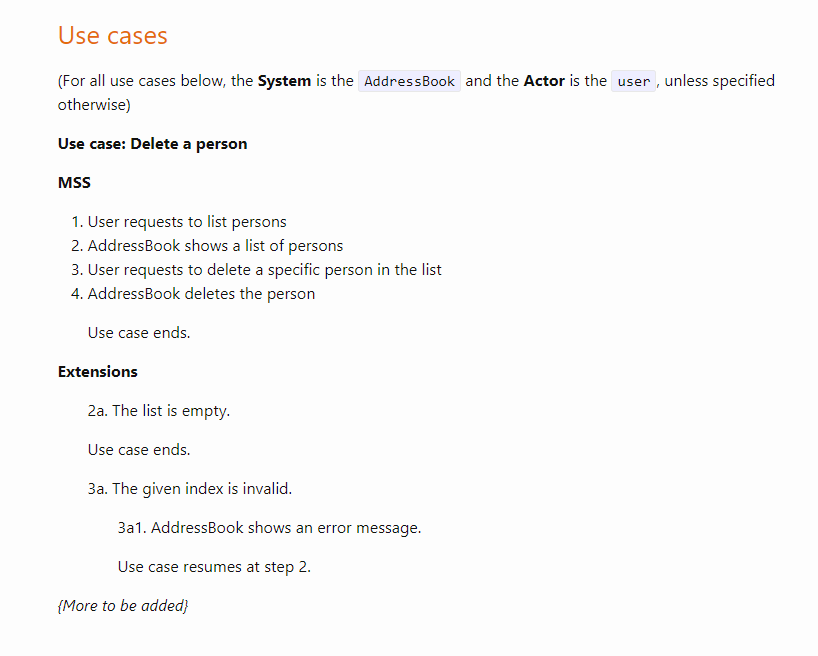 Use cases
(For all use cases below, the System is the AddressBook and the Actor is the user, unless specified
otherwise)
Use case: Delete a person
MSS
1. User requests to list persons
2. AddressBook shows a list of persons
3. User requests to delete a specific person in the list
4. AddressBook deletes the person
Use case ends.
Extensions
2a. The list is empty.
Use case ends.
3a. The given index is invalid.
3a1. AddressBook shows an error message.
Use case resumes at step 2.
{More to be added}